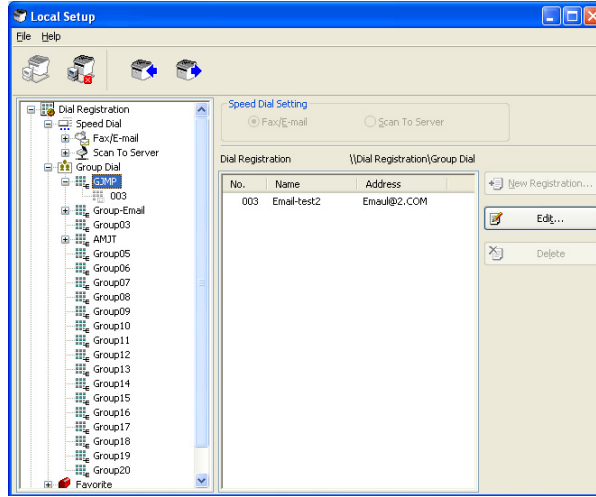 Local Setup
File Help
Dial Registration
Speed Dial
Fax/E-mail
Scan To Server
Group Dial
GJMP
003
Group-Email
Group03
AMJT
Group05
Group06
Group07
Group08
Group09
Group10
Group11
Group12
Group13
Group14
Group15
Group16
Group17
Group18
Group19
Group20
Favorite
Speed Dial Setting
Fax/E-mail Scan To Server
Dial Registration \\Dial Registration\Group Dial
No. Name Address
003 Email-test2 Emaul@2.COM
New Registration...
Edit...
Delete